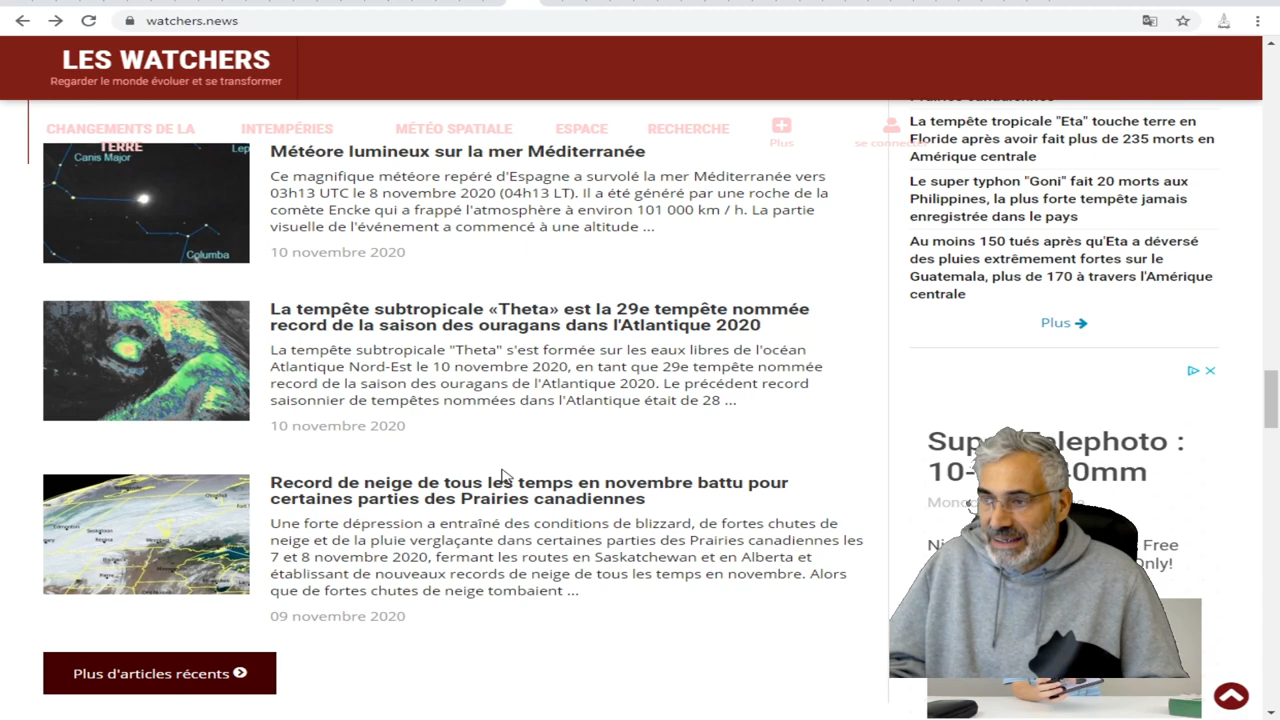 watchers.news
LES WATCHERS
Regarder le monde évoluer et se transformer
CHANGEMENTS DE LA
TERRE
INTEMPÉRIES
MÉTÉO SPATIALE
ESPACE
RECHERCHE
Plus
se connecter
Canis Major
Lep
Columba
Météore lumineux sur la mer Méditerranée
Ce magnifique météore repéré d'Espagne a survolé la mer Méditerranée vers
03h13 UTC le 8 novembre 2020 (04h13 LT). Il a été généré par une roche de la
comète Encke qui a frappé l'atmosphère à environ 101 000 km / h. La partie
visuelle de l'événement a commencé à une altitude ...
10 novembre 2020
La tempête subtropicale «Theta» est la 29e tempête nommée
record de la saison des ouragans dans l'Atlantique 2020
La tempête subtropicale "Theta" s'est formée sur les eaux libres de l'océan
Atlantique Nord-Est le 10 novembre 2020, en tant que 29e tempête nommée
record de la saison des ouragans de l'Atlantique 2020. Le précédent record
saisonnier de tempêtes nommées dans l'Atlantique était de 28 ...
10 novembre 2020
Record de neige de tous les temps en novembre battu pour
certaines parties des Prairies canadiennes
Une forte dépression a entraîné des conditions de blizzard, de fortes chutes de
neige et de la pluie verglaçante dans certaines parties des Prairies canadiennes les
7 et 8 novembre 2020, fermant les routes en Saskatchewan et en Alberta et
établissant de nouveaux records de neige de tous les temps en novembre. Alors
que de fortes chutes de neige tombaient ...
09 novembre 2020
Plus d'articles récents
Prairies canadiennes
La tempête tropicale "Eta" touche terre en
Floride après avoir fait plus de 235 morts en
Amérique centrale
Le super typhon "Goni" fait 20 morts aux
Philippines, la plus forte tempête jamais
enregistrée dans le pays
Au moins 150 tués après qu'Eta a déversé
des pluies extrêmement fortes sur le
Guatemala, plus de 170 à travers l'Amérique
centrale
Plus
Telephoto :
10-
Free
Only!